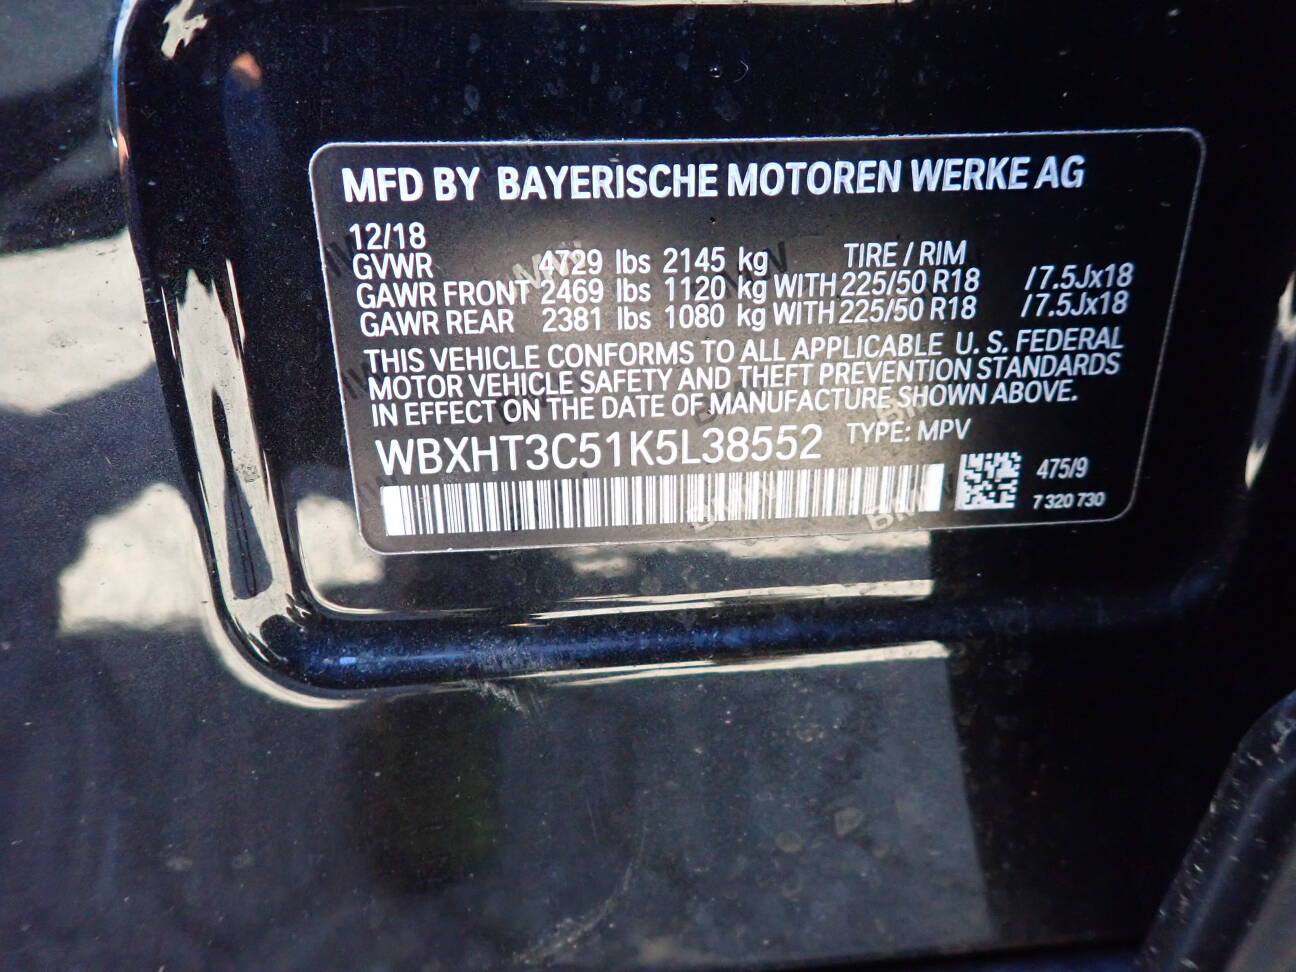 MFD BY BAYERISCHE MOTOREN WERKE AG
12/18
GVWR 4729 lbs 2145 kg TIRE / RIM
GAWR FRONT 2469 lbs 1120 kg WITH 225/50 R18 /7.5Jx18
GAWR REAR 2381 lbs 1080 kg WITH 225/50 R18 /7.5Jx18
THIS VEHICLE CONFORMS TO ALL APPLICABLE U. S. FEDERAL
MOTOR VEHICLE SAFETY AND THEFT PREVENTION STANDARDS
IN EFFECT ON THE DATE OF MANUFACTURE SHOWN ABOVE.
WBXHT3C51K5L38552 TYPE: MPV
475/9
7 320 730